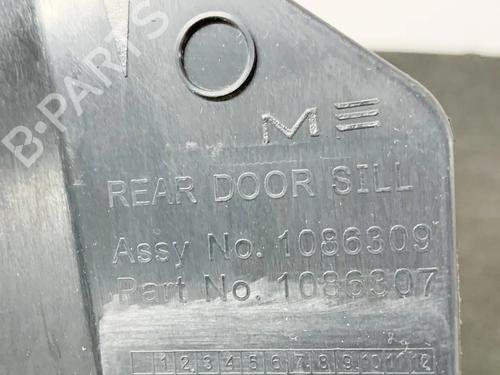 B-PARTS
REAR DOOR SILL
Assy No. 1086309
Part No. 1086307
1 2 3 4 5 6 7 8 9 10 11 12